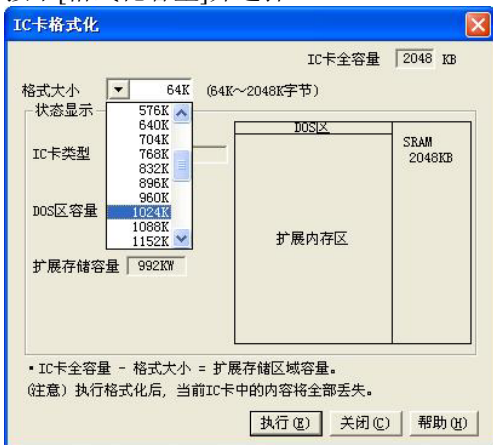 IC卡格式化
IC卡全容量 2048 KB
格式大小 64K (64K～2048K字节)
状态显示
576K
640K
704K
768K
832K
896K
960K
1024K
1088K
1152K
IC卡类型
DOS区容量
扩展存储容量 992KW
DOS区
SRAM
2048KB
扩展内存区
·IC卡全容量 - 格式大小 = 扩展存储区域容量。
(注意) 执行格式化后，当前IC卡中的内容将全部丢失。
执行(E) 关闭(C) 帮助(H)